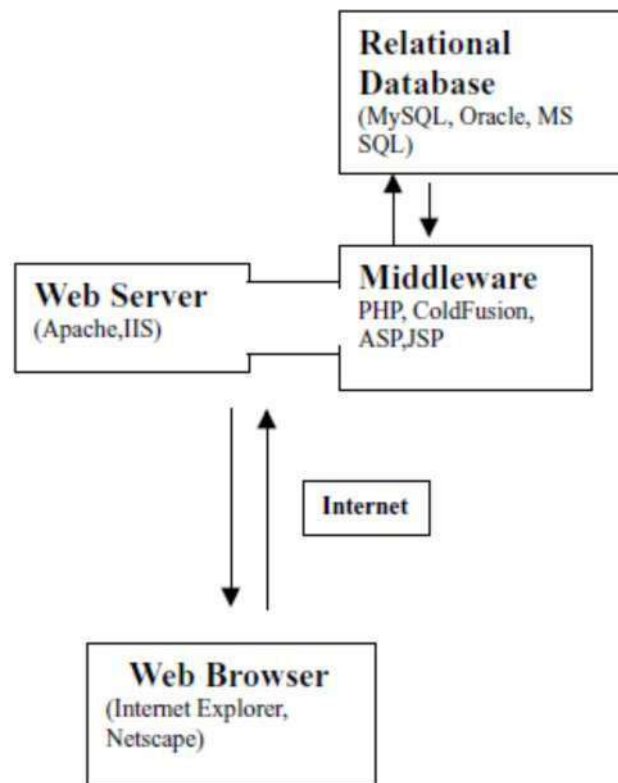 Relational
Database
(MySQL, Oracle, MS
SQL)
Web Server
(Apache,IIS)
Middleware
PHP, ColdFusion,
ASP,JSP
Internet
Web Browser
(Internet Explorer,
Netscape)